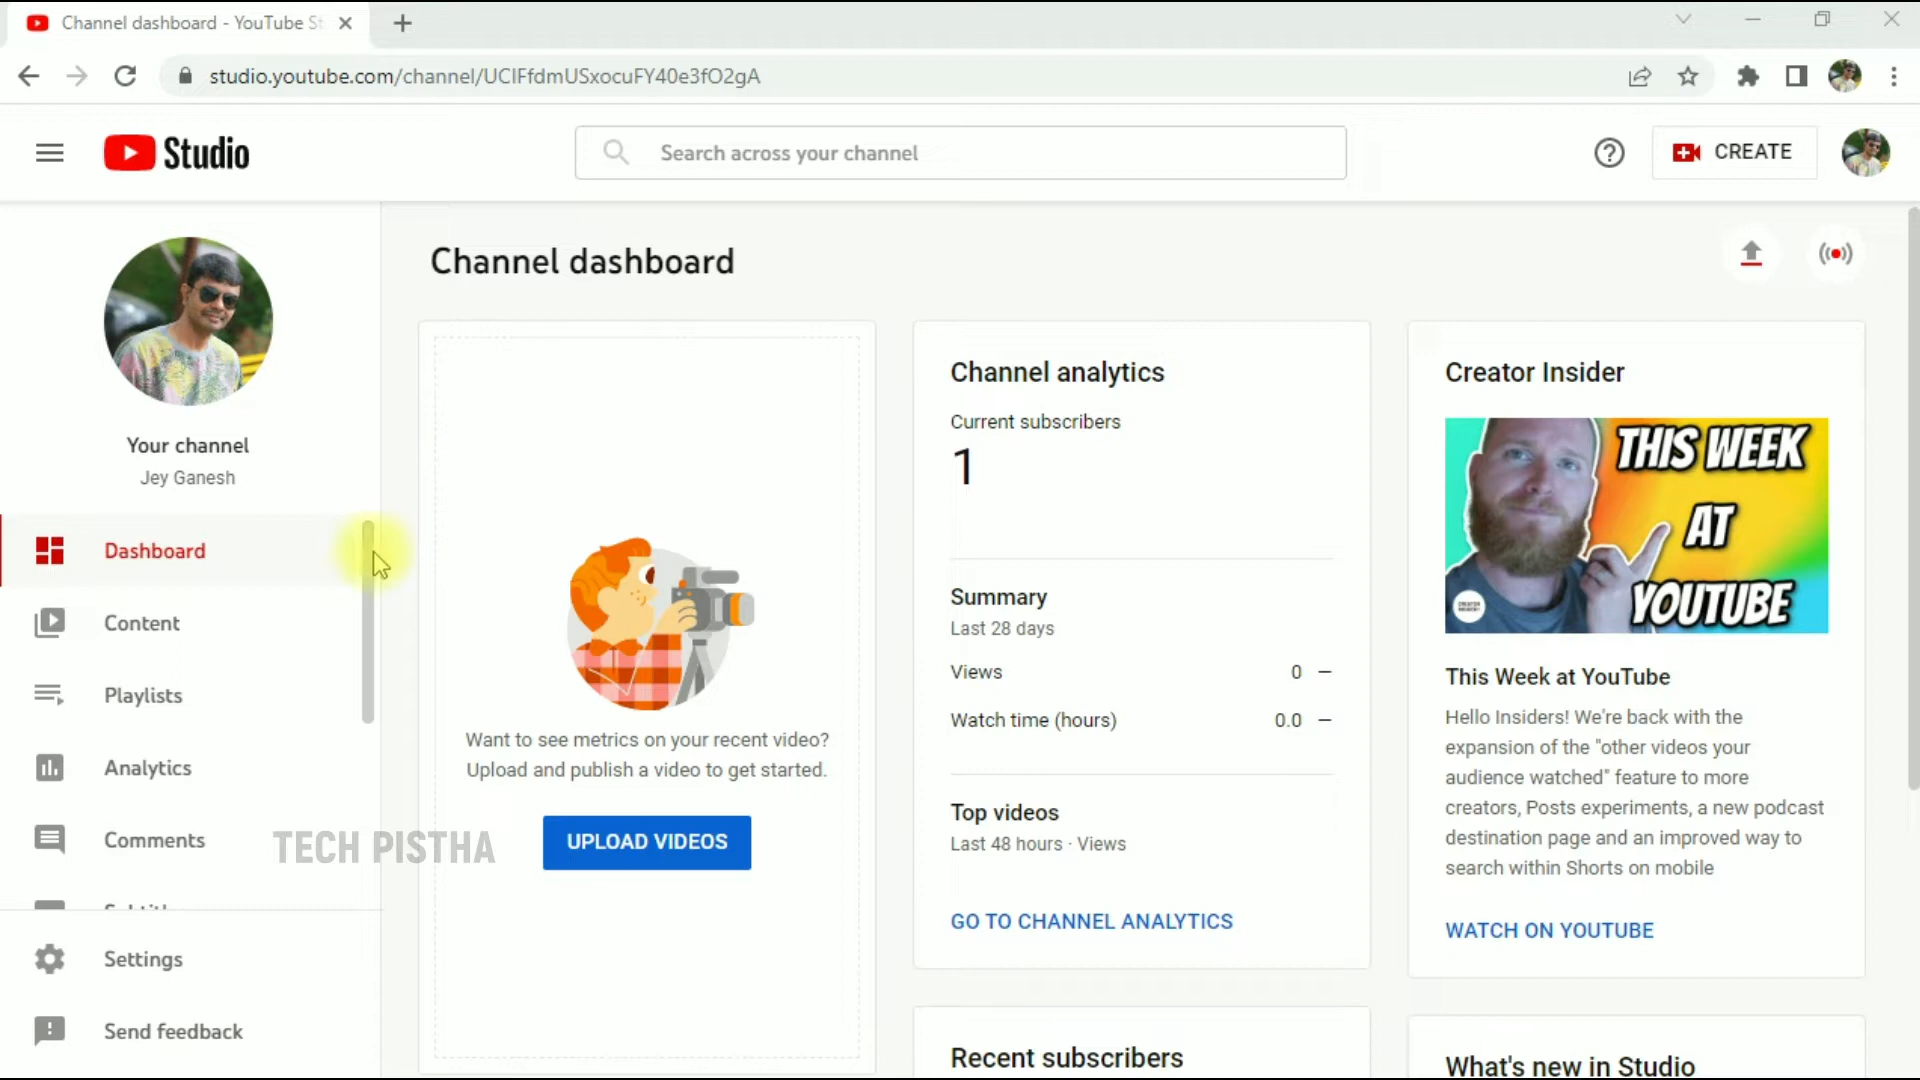 Channel dashboard - YouTube St
studio.youtube.com/channel/UCIFfdmUSxocuFY40e3fO2gA
Studio
Search across your channel
CREATE
Your channel
Jey Ganesh
Dashboard
Content
Playlists
Analytics
Comments
Settings
Send feedback
TECH PISTHA
Channel dashboard
Want to see metrics on your recent video?
Upload and publish a video to get started.
UPLOAD VIDEOS
Channel analytics
Current subscribers
1
Summary
Last 28 days
Views 0 —
Watch time (hours) 0.0 —
Top videos
Last 48 hours · Views
GO TO CHANNEL ANALYTICS
Recent subscribers
Creator Insider
THIS WEEK
AT
YOUTUBE
This Week at YouTube
Hello Insiders! We're back with the
expansion of the "other videos your
audience watched" feature to more
creators, Posts experiments, a new podcast
destination page and an improved way to
search within Shorts on mobile
WATCH ON YOUTUBE
What's new in Studio